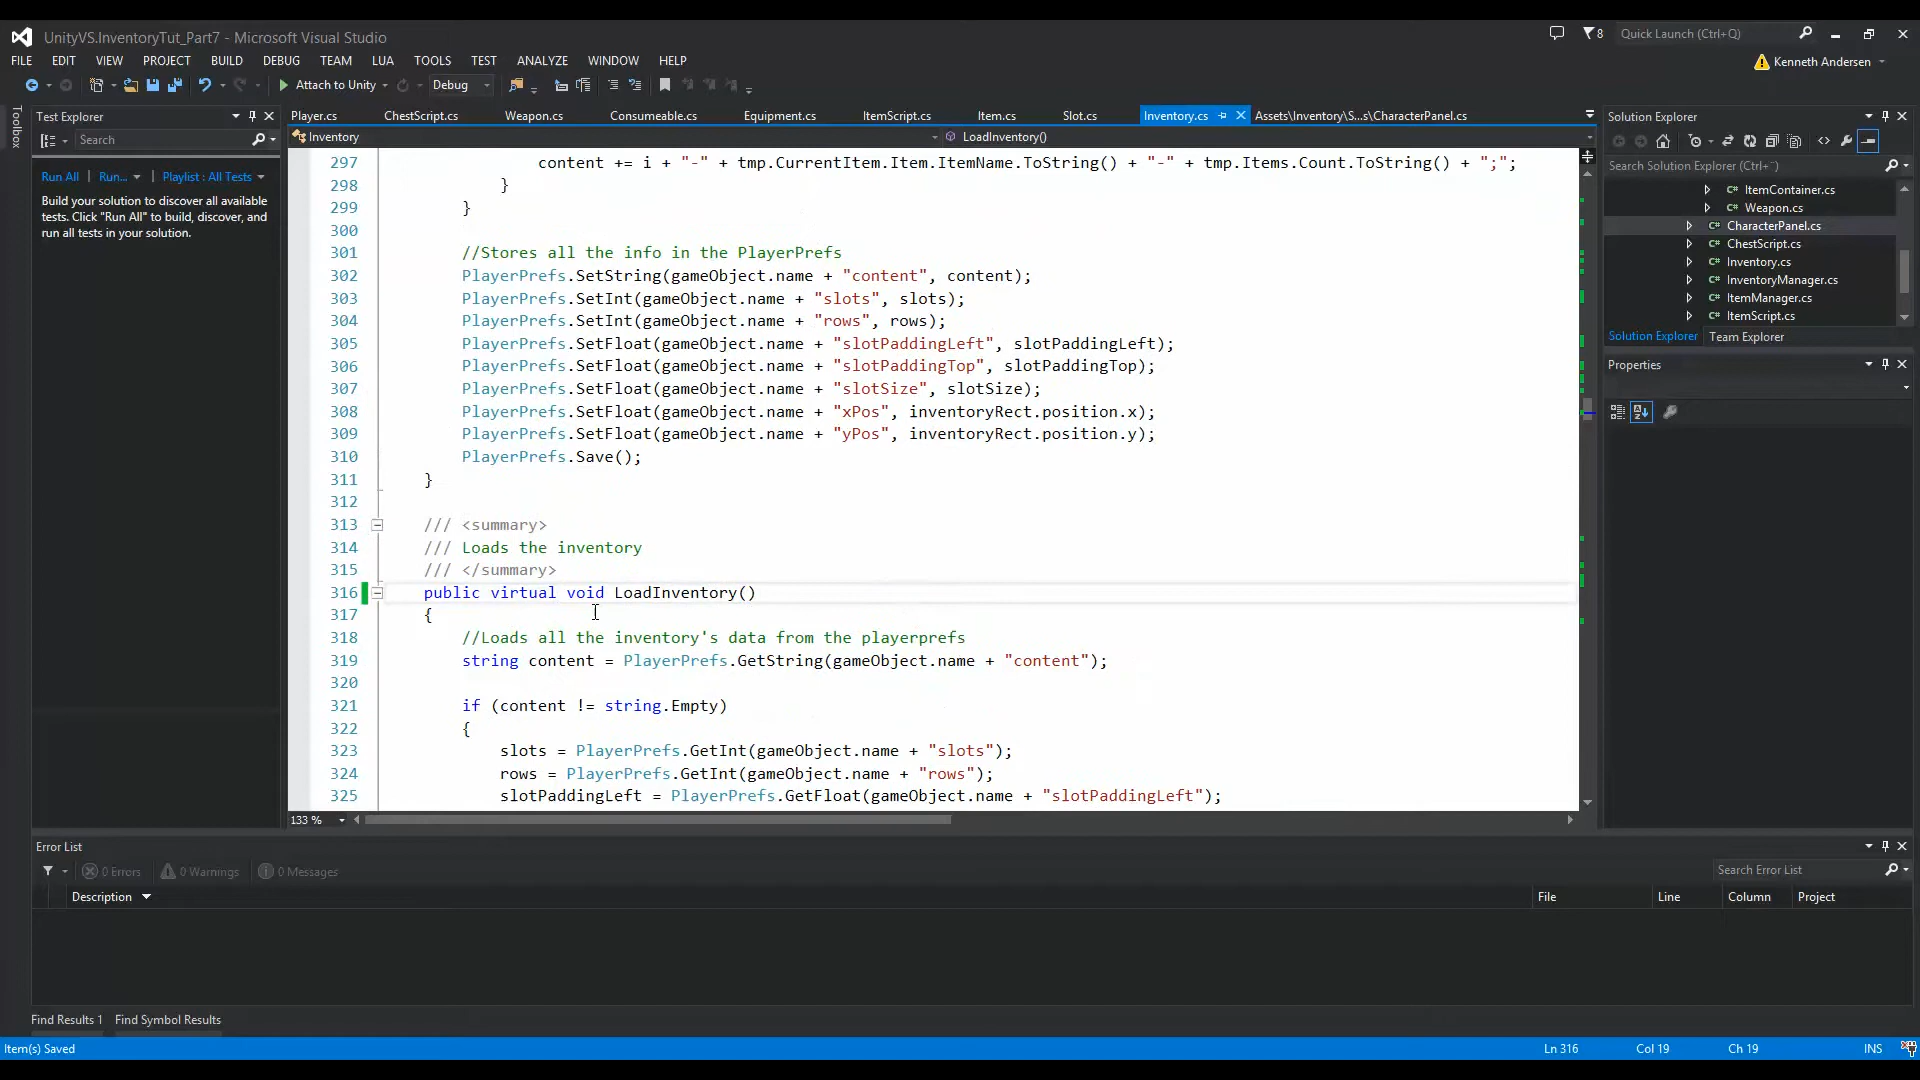 UnityVS.InventoryTut_Part7 - Microsoft Visual Studio
8
Quick Launch (Ctrl+Q)
FILE EDIT VIEW PROJECT BUILD DEBUG TEAM LUA TOOLS TEST ANALYZE WINDOW HELP
Kenneth Andersen
Attach to Unity
Debug
Toolbox
Test Explorer
Search
Run All Run... Playlist : All Tests
Build your solution to discover all available
tests. Click "Run All" to build, discover, and
run all tests in your solution.
Player.cs ChestScript.cs Weapon.cs Consumeable.cs Equipment.cs ItemScript.cs Item.cs Slot.cs Inventory.cs Assets\Inventory\S...s\CharacterPanel.cs
Inventory
LoadInventory()
297 content += i + "-" + tmp.CurrentItem.Item.ItemName.ToString() + "-" + tmp.Items.Count.ToString() + ";";
298 }
299 }
300
301 //Stores all the info in the PlayerPrefs
302 PlayerPrefs.SetString(gameObject.name + "content", content);
303 PlayerPrefs.SetInt(gameObject.name + "slots", slots);
304 PlayerPrefs.SetInt(gameObject.name + "rows", rows);
305 PlayerPrefs.SetFloat(gameObject.name + "slotPaddingLeft", slotPaddingLeft);
306 PlayerPrefs.SetFloat(gameObject.name + "slotPaddingTop", slotPaddingTop);
307 PlayerPrefs.SetFloat(gameObject.name + "slotSize", slotSize);
308 PlayerPrefs.SetFloat(gameObject.name + "xPos", inventoryRect.position.x);
309 PlayerPrefs.SetFloat(gameObject.name + "yPos", inventoryRect.position.y);
310 PlayerPrefs.Save();
311 }
312
313 /// <summary>
314 /// Loads the inventory
315 /// </summary>
316 public virtual void LoadInventory()
317 {
318 //Loads all the inventory's data from the playerprefs
319 string content = PlayerPrefs.GetString(gameObject.name + "content");
320
321 if (content != string.Empty)
322 {
323 slots = PlayerPrefs.GetInt(gameObject.name + "slots");
324 rows = PlayerPrefs.GetInt(gameObject.name + "rows");
325 slotPaddingLeft = PlayerPrefs.GetFloat(gameObject.name + "slotPaddingLeft");
133 %
Solution Explorer
Search Solution Explorer (Ctrl+¨)
ItemContainer.cs
Weapon.cs
CharacterPanel.cs
ChestScript.cs
Inventory.cs
InventoryManager.cs
ItemManager.cs
ItemScript.cs
Solution Explorer Team Explorer
Properties
Error List
0 Errors 0 Warnings 0 Messages
Search Error List
Description File Line Column Project
Find Results 1 Find Symbol Results
Item(s) Saved Ln 316 Col 19 Ch 19 INS